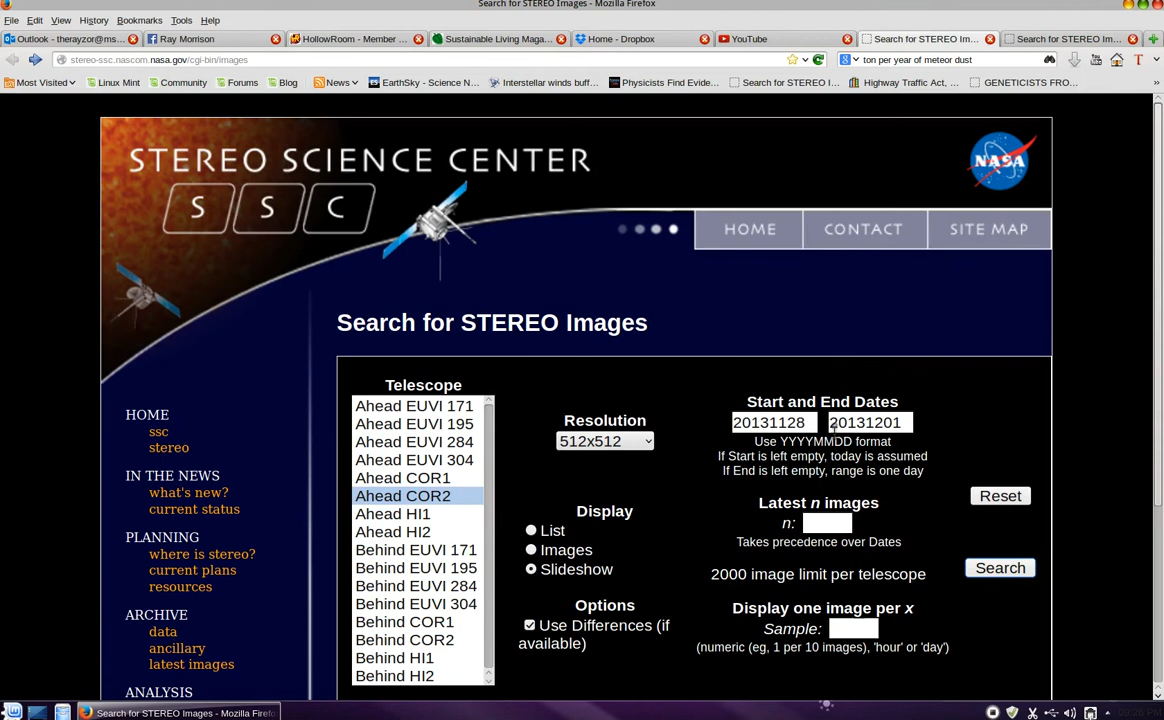 Search for STEREO Images - Mozilla Firefox
File Edit View History Bookmarks Tools Help
Outlook - therayzor@ms... Ray Morrison HollowRoom - Member ... Sustainable Living Maga... Home - Dropbox YouTube Search for STEREO Im... Search for STEREO Im...
stereo-ssc.nascom.nasa.gov/cgi-bin/images ton per year of meteor dust
Most Visited Linux Mint Community Forums Blog News EarthSky - Science N... Interstellar winds buff... Physicists Find Evide... Search for STEREO I... Highway Traffic Act, ... GENETICISTS FRO... »
STEREO SCIENCE CENTER
S S C
NASA
HOME CONTACT SITE MAP
Search for STEREO Images
HOME
ssc
stereo
IN THE NEWS
what's new?
current status
PLANNING
where is stereo?
current plans
resources
ARCHIVE
data
ancillary
latest images
ANALYSIS
Telescope
Ahead EUVI 171
Ahead EUVI 195
Ahead EUVI 284
Ahead EUVI 304
Ahead COR1
Ahead COR2
Ahead HI1
Ahead HI2
Behind EUVI 171
Behind EUVI 195
Behind EUVI 284
Behind EUVI 304
Behind COR1
Behind COR2
Behind HI1
Behind HI2
Resolution
512x512
Display
List
Images
Slideshow
Options
Use Differences (if
available)
Start and End Dates
20131128 20131201
Use YYYYMMDD format
If Start is left empty, today is assumed
If End is left empty, range is one day
Latest n images
n:
Takes precedence over Dates
2000 image limit per telescope
Display one image per x
Sample:
(numeric (eg, 1 per 10 images), 'hour' or 'day')
Reset
Search
Search for STEREO Images - Mozilla Firefo